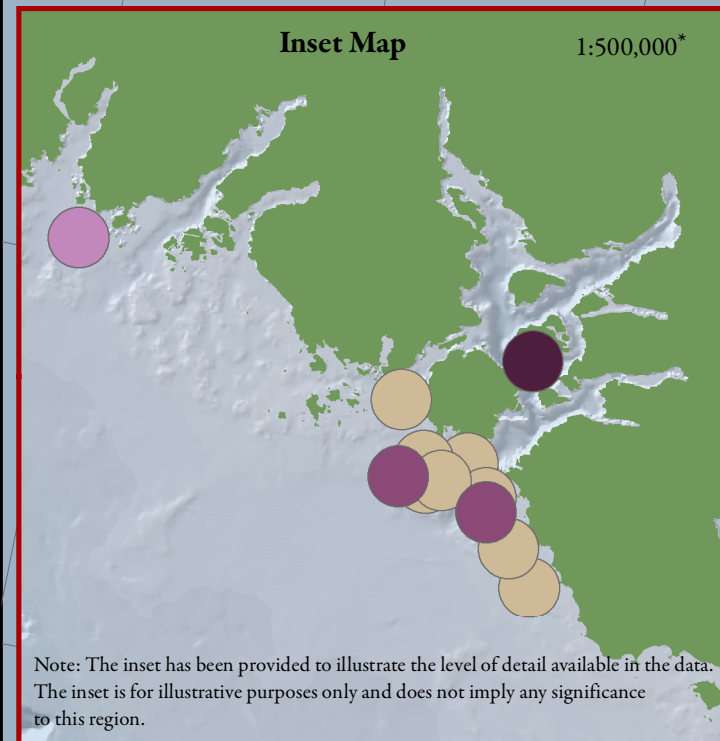 Inset Map
1:500,000*
Note: The inset has been provided to illustrate the level of detail available in the data.
The inset is for illustrative purposes only and does not imply any significance
to this region.